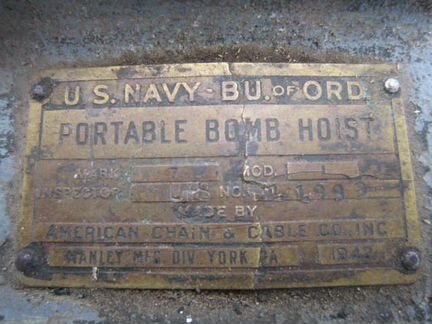 U.S. NAVY - BU. OF ORD.
PORTABLE BOMB HOIST
MARK 7 MOD. 1
INSPECTOR NO.
MADE BY
AMERICAN CHAIN & CABLE CO., INC
MANLEY MFG. DIV. YORK PA